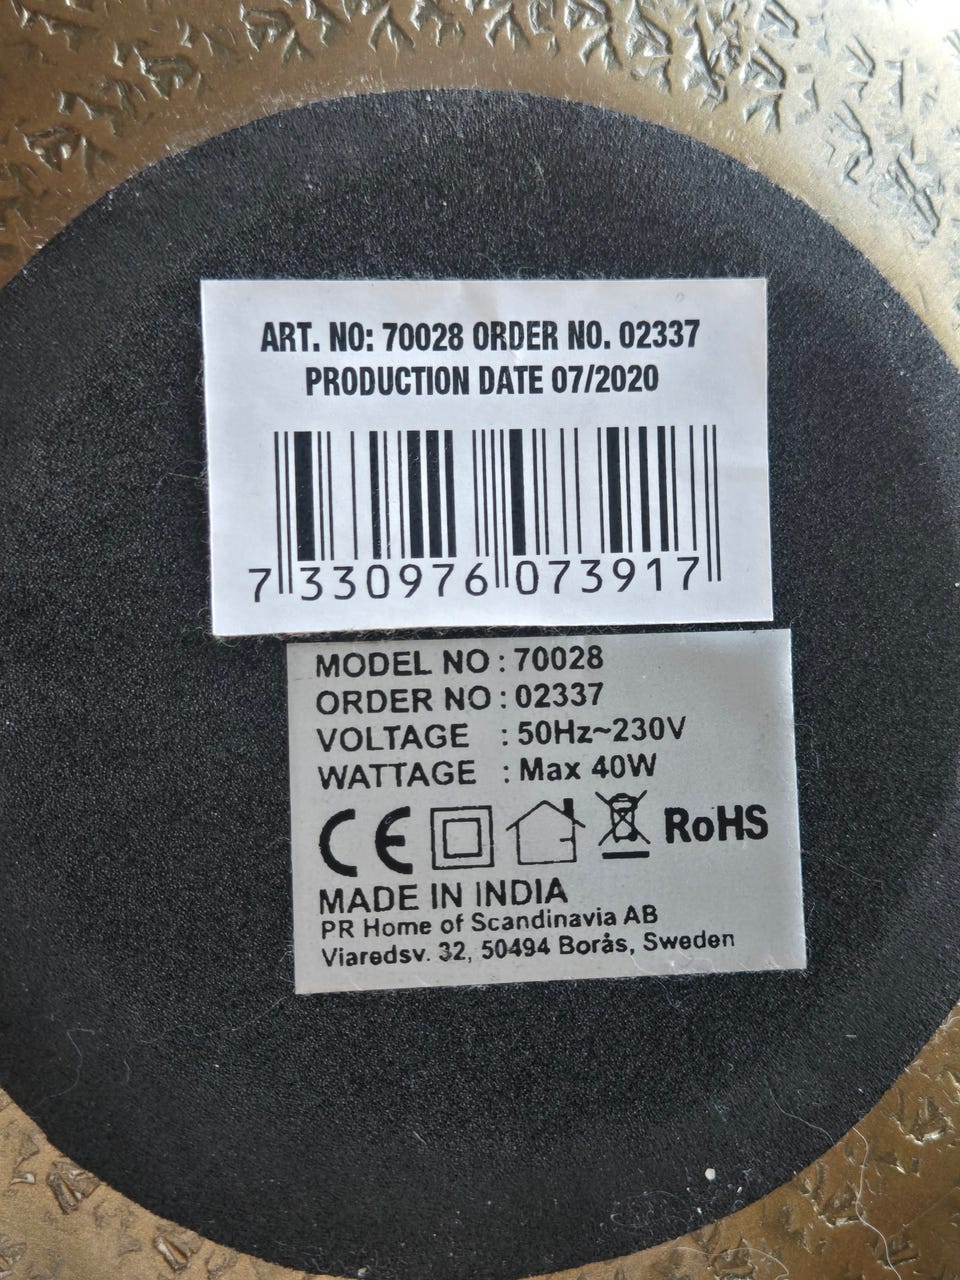 ART. NO: 70028 ORDER NO. 02337
PRODUCTION DATE 07/2020
7 330976 073917
MODEL NO : 70028
ORDER NO : 02337
VOLTAGE : 50Hz~230V
WATTAGE : Max 40W
CE RoHS
MADE IN INDIA
PR Home of Scandinavia AB
Viaredsv. 32, 50494 Borås, Sweden